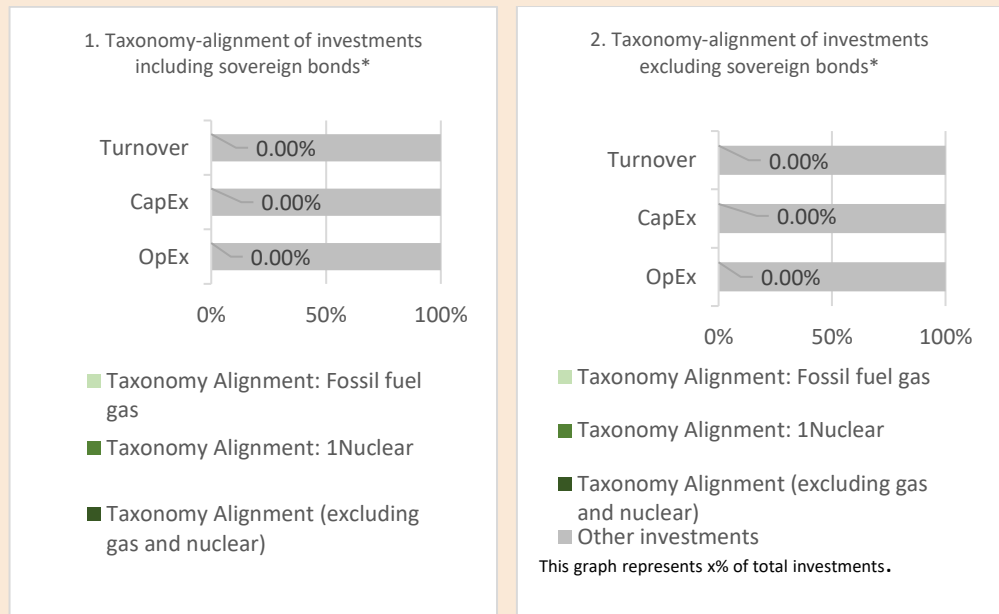 1. Taxonomy-alignment of investments
including sovereign bonds*
Turnover
0.00%
CapEx
0.00%
OpEx
0.00%
0%
50%
100%
Taxonomy Alignment: Fossil fuel
gas
Taxonomy Alignment: 1Nuclear
Taxonomy Alignment (excluding
gas and nuclear)
2. Taxonomy-alignment of investments
excluding sovereign bonds*
Turnover
0.00%
CapEx
0.00%
OpEx
0.00%
0%
50%
100%
Taxonomy Alignment: Fossil fuel gas
Taxonomy Alignment: 1Nuclear
Taxonomy Alignment (excluding gas
and nuclear)
Other investments
This graph represents x% of total investments.